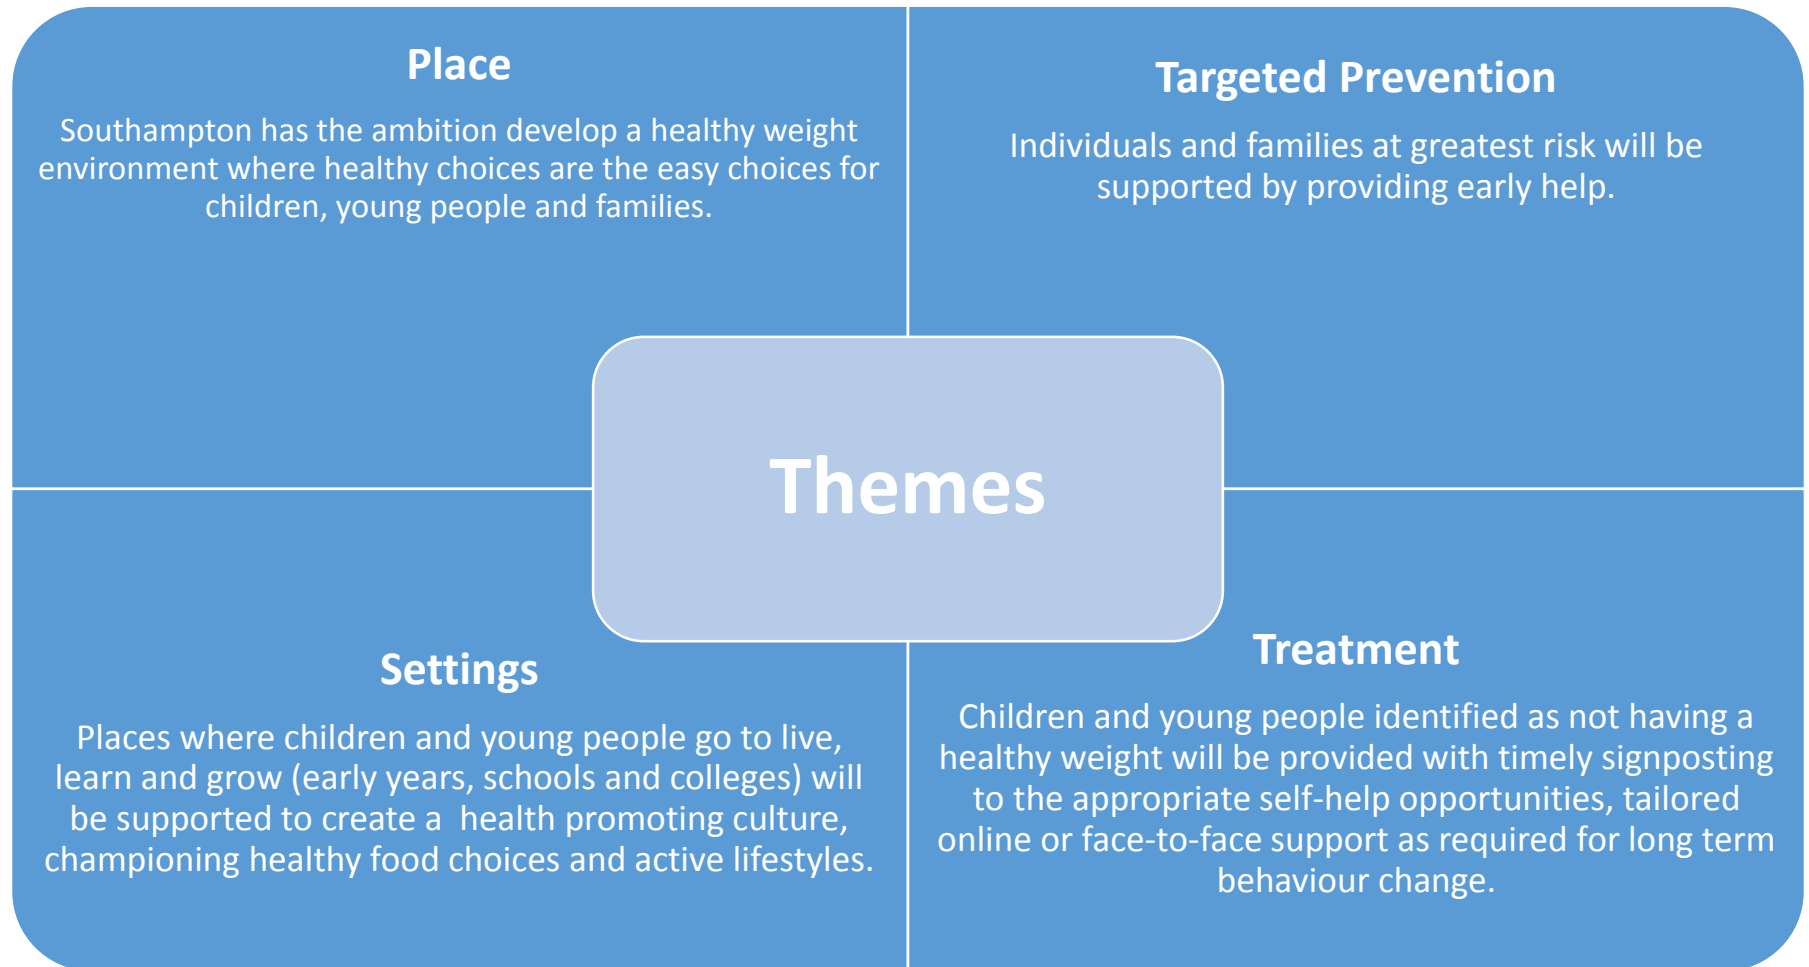 Place
Southampton has the ambition develop a healthy weight
environment where healthy choices are the easy choices for
children, young people and families.
Targeted Prevention
Individuals and families at greatest risk will be
supported by providing early help.
Themes
Settings
Places where children and young people go to live,
learn and grow (early years, schools and colleges) will
be supported to create a  health promoting culture,
championing healthy food choices and active lifestyles.
Treatment
Children and young people identified as not having a
healthy weight will be provided with timely signposting
to the appropriate self-help opportunities, tailored
online or face-to-face support as required for long term
behaviour change.